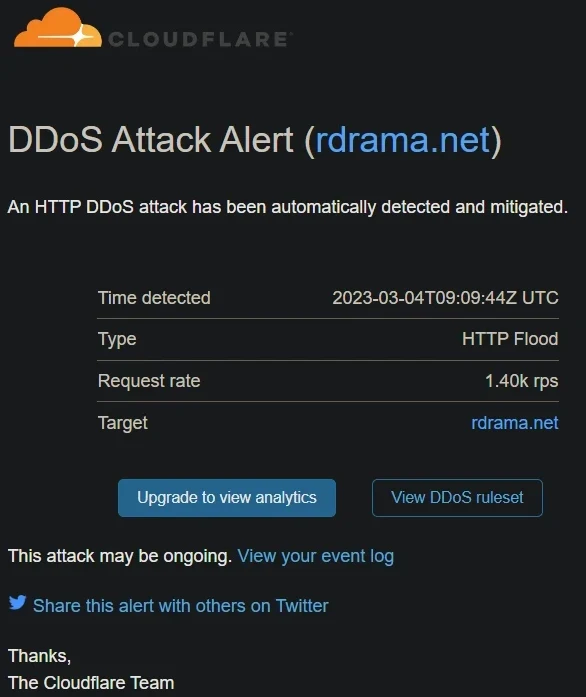 CLOUDFLARE
DDoS Attack Alert (rdrama.net)
An HTTP DDoS attack has been automatically detected and mitigated.
Time detected 2023-03-04T09:09:44Z UTC
Type HTTP Flood
Request rate 1.40k rps
Target rdrama.net
Upgrade to view analytics View DDoS ruleset
This attack may be ongoing. View your event log
Share this alert with others on Twitter
Thanks,
The Cloudflare Team